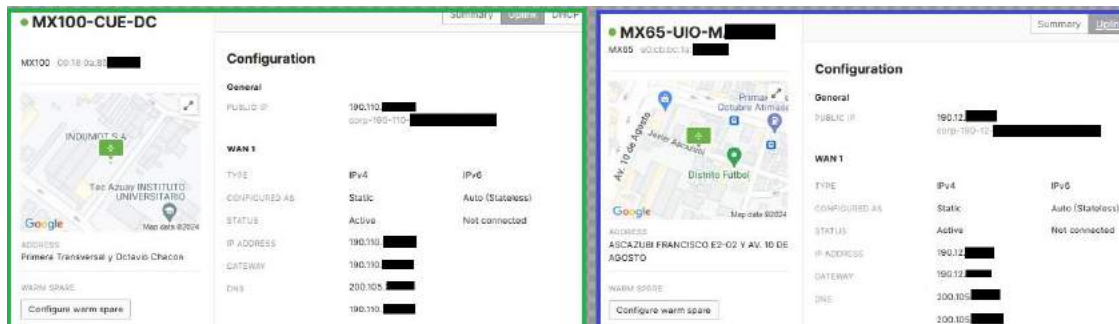 MX100-CUE-DC
Summary Uplink DHCP
MX100 00:18:0a:80
Configuration
General
PUBLIC IP 190.110.
corp-190-110-
INDUMOT S.A
Tec Azuay INSTITUTO
UNIVERSITARIO
Google
Map data ©2024
WAN 1
TYPE IPv4 IPv6
CONFIGURED AS Static Auto (Stateless)
STATUS Active Not connected
IP ADDRESS 190.110.
GATEWAY 190.110.
DNS 200.105.
190.110.
ADDRESS
Primera Transversal y Octavio Chacon
WARM SPARE
Configure warm spare
MX65-UIO-M
Summary Uplin
MX65 e0:cb:bc:1a:
Configuration
General
PUBLIC IP 190.12.
corp-190-12-
Octubre
Av. 10 de Agosto
Javier Ascazubi
Distrito Futbol
Google
Map data ©2024
WAN 1
TYPE IPv4 IPv6
CONFIGURED AS Static Auto (Stateless)
STATUS Active Not connected
IP ADDRESS 190.12.
GATEWAY 190.12.
DNS 200.105
200.105
ADDRESS
ASCAZUBI FRANCISCO E2-02 Y AV. 10 DE
AGOSTO
WARM SPARE
Configure warm spare